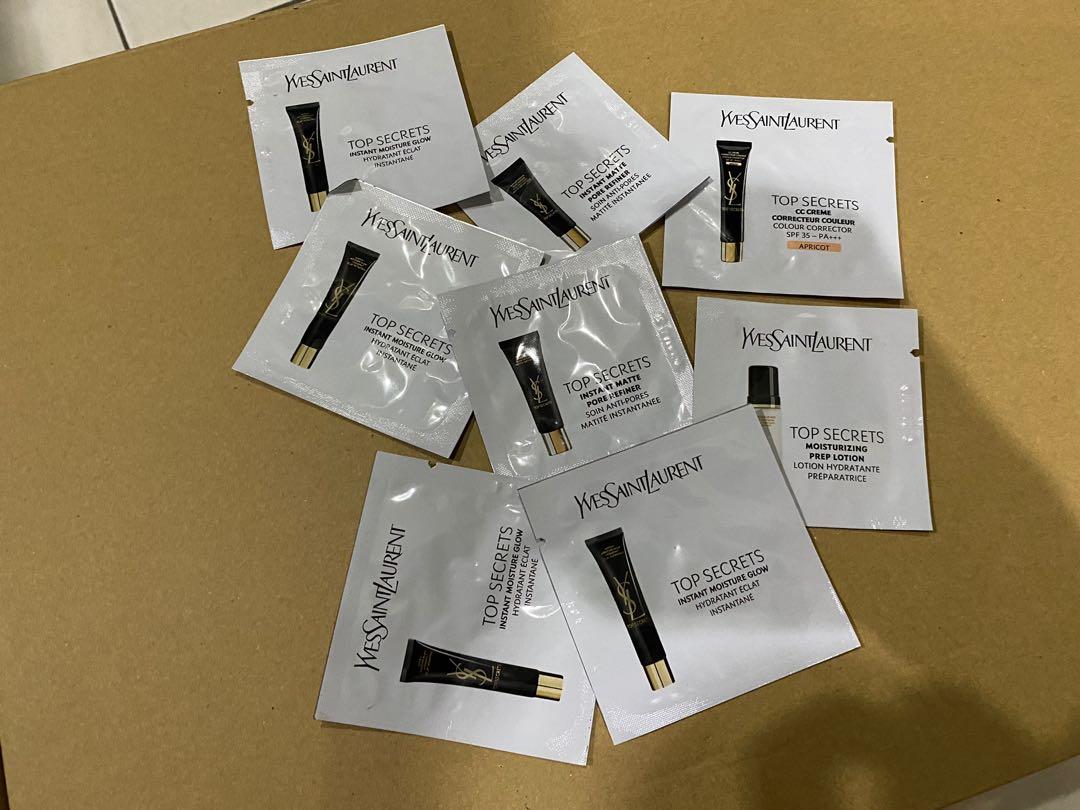 YVESSAINTLAURENT
TOP SECRETS
INSTANT MOISTURE GLOW
HYDRATANT ÉCLAT
INSTANTANÉ
YVESSAINTLAURENT
TOP SECRETS
INSTANT MATTE
PORE REFINER
SOIN ANTI-PORES
MATITÉ INSTANTANÉE
YVESSAINTLAURENT
TOP SECRETS
CC CREME
CORRECTEUR COULEUR
COLOUR CORRECTOR
SPF 35 – PA+++
APRICOT
YVESSAINTLAURENT
TOP SECRETS
INSTANT MOISTURE GLOW
HYDRATANT ÉCLAT
INSTANTANÉ
YVESSAINTLAURENT
TOP SECRETS
INSTANT MATTE
PORE REFINER
SOIN ANTI-PORES
MATITÉ INSTANTANÉE
YVESSAINTLAURENT
TOP SECRETS
MOISTURIZING
PREP LOTION
LOTION HYDRATANTE
PRÉPARATRICE
YVESSAINTLAURENT
TOP SECRETS
INSTANT MOISTURE GLOW
HYDRATANT ÉCLAT
INSTANTANÉ
YVESSAINTLAURENT
TOP SECRETS
INSTANT MOISTURE GLOW
HYDRATANT ÉCLAT
INSTANTANÉ